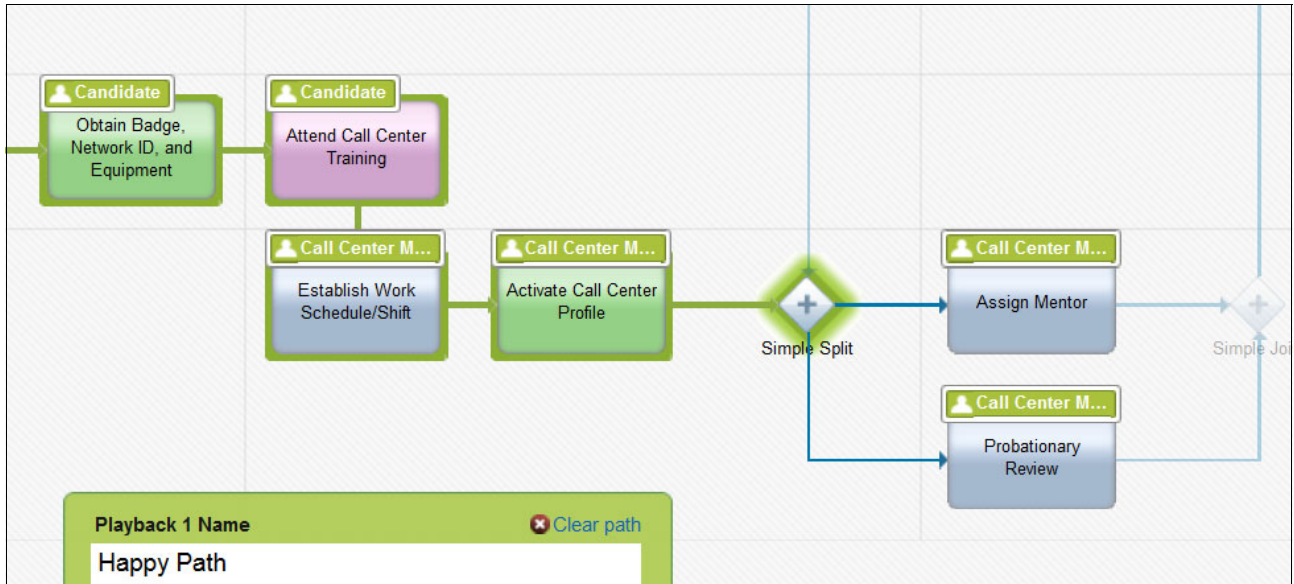 Candidate
Obtain Badge,
Network ID, and
Equipment
Candidate
Attend Call Center
Training
Call Center M...
Establish Work
Schedule/Shift
Call Center M...
Activate Call Center
Profile
Simple Split
Call Center M...
Assign Mentor
Simple Joi
Call Center M...
Probationary
Review
Playback 1 Name
Clear path
Happy Path